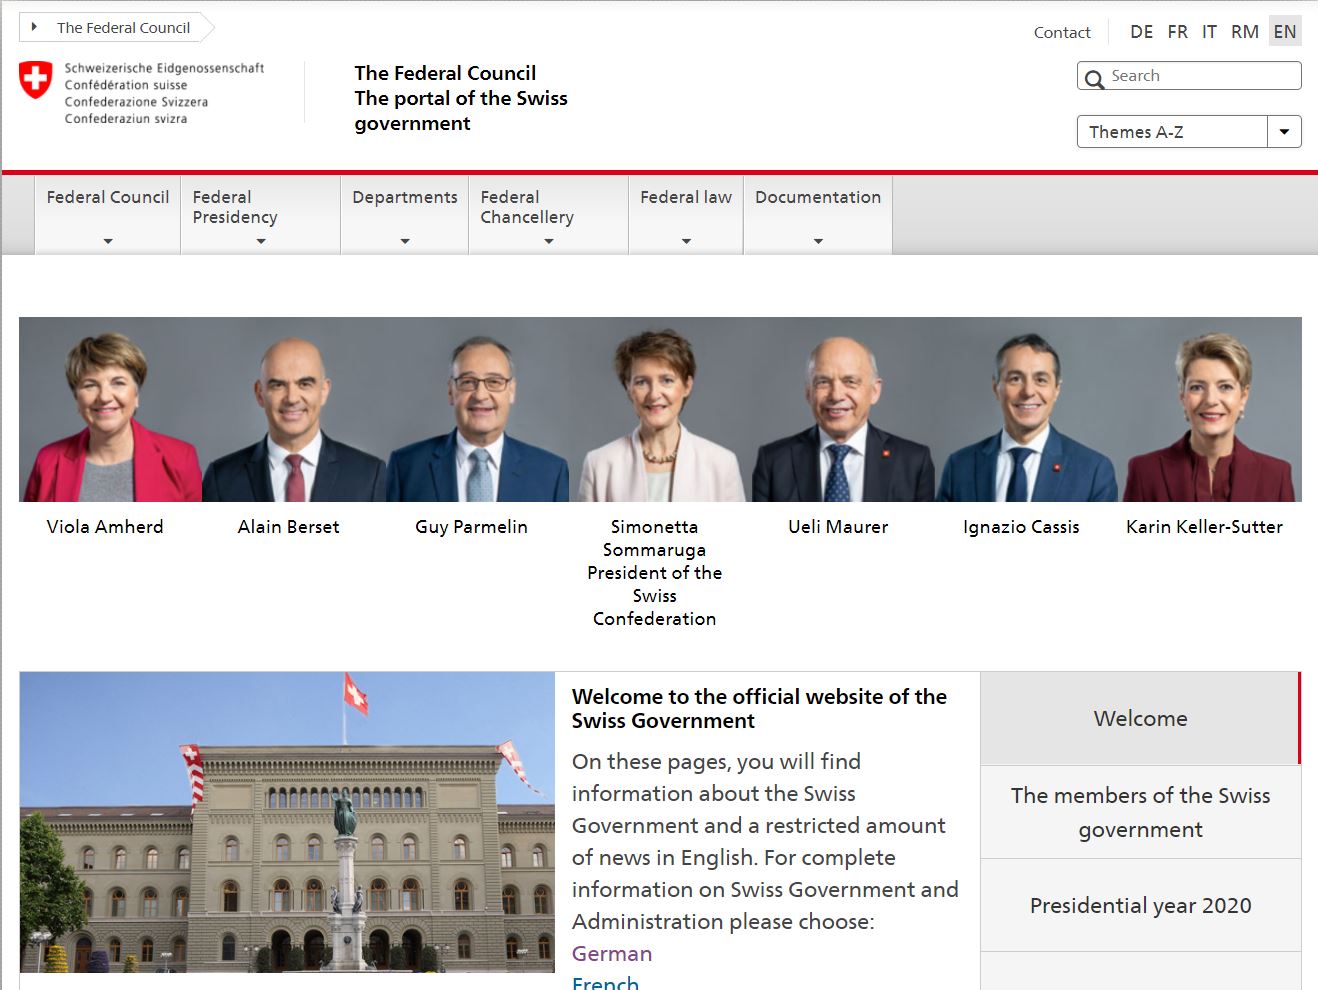 The Federal Council
Contact
DE FR IT RM EN
Schweizerische Eidgenossenschaft
Confédération suisse
Confederazione Svizzera
Confederaziun svizra
The Federal Council
The portal of the Swiss
government
Search
Themes A-Z
Federal Council
Federal
Presidency
Departments
Federal
Chancellery
Federal law
Documentation
Viola Amherd
Alain Berset
Guy Parmelin
Simonetta
Sommaruga
President of the
Swiss
Confederation
Ueli Maurer
Ignazio Cassis
Karin Keller-Sutter
Welcome to the official website of the
Swiss Government
On these pages, you will find
information about the Swiss
Government and a restricted amount
of news in English. For complete
information on Swiss Government and
Administration please choose:
German
French
Welcome
The members of the Swiss
government
Presidential year 2020